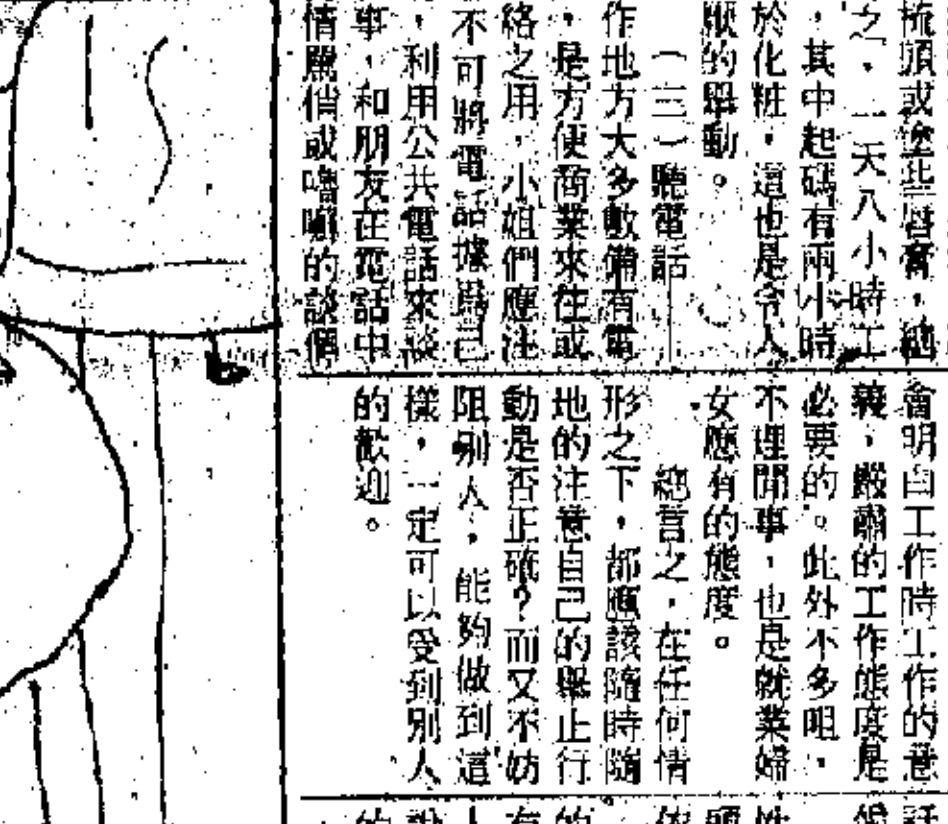 梳頭或塗些唇膏，總
之，一天八小時工
，其中起碼有兩小時
於化粧，這也是令人
厭的舉動。
（三）聽電話
作地方大多數備有電
，是方便商業來往或
絡之用，小姐們應注
不可將電話據爲己
，利用公共電話來談
事，和朋友在電話中
情罵俏或嚕囌的談個
會明白工作時工作的意
義，嚴肅的工作態度是
必要的。此外不多咀，
不理閒事，也是就業婦
女應有的態度。
總言之，在任何情
形之下，都應該隨時隨
地的注意自己的舉止行
動是否正確？而又不妨
阻別人，能夠做到這
樣，一定可以受到別人
的歡迎。